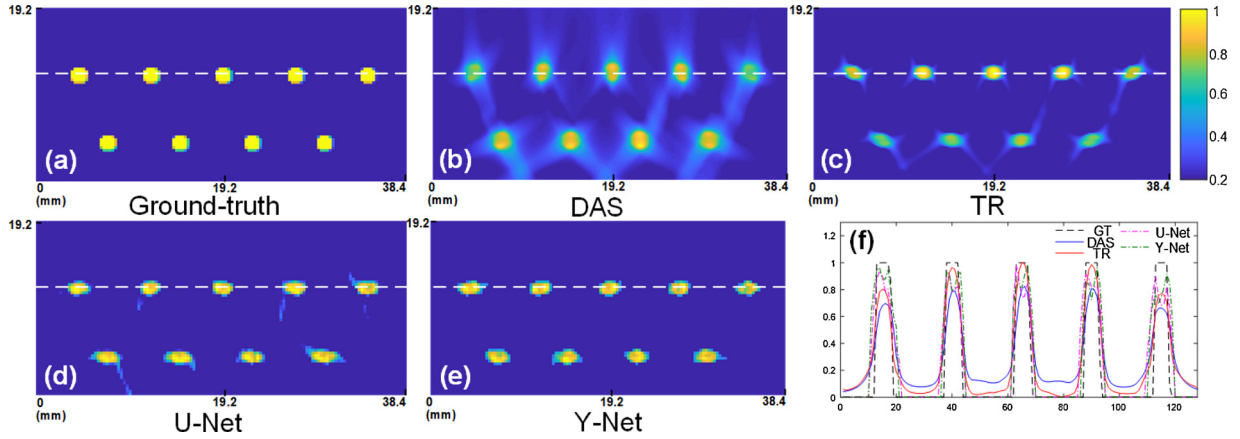 19.2
(a)
0
19.2
38.4
(mm)
Ground-truth
19.2
(b)
0
19.2
38.4
(mm)
DAS
19.2
(c)
0
19.2
38.4
(mm)
TR
1
0.8
0.6
0.4
0.2
19.2
(d)
0
19.2
38.4
(mm)
U-Net
19.2
(e)
0
19.2
38.4
(mm)
Y-Net
(f)
GT
DAS
TR
U-Net
Y-Net
1.2
1
0.8
0.6
0.4
0.2
0
0
20
40
60
80
100
120